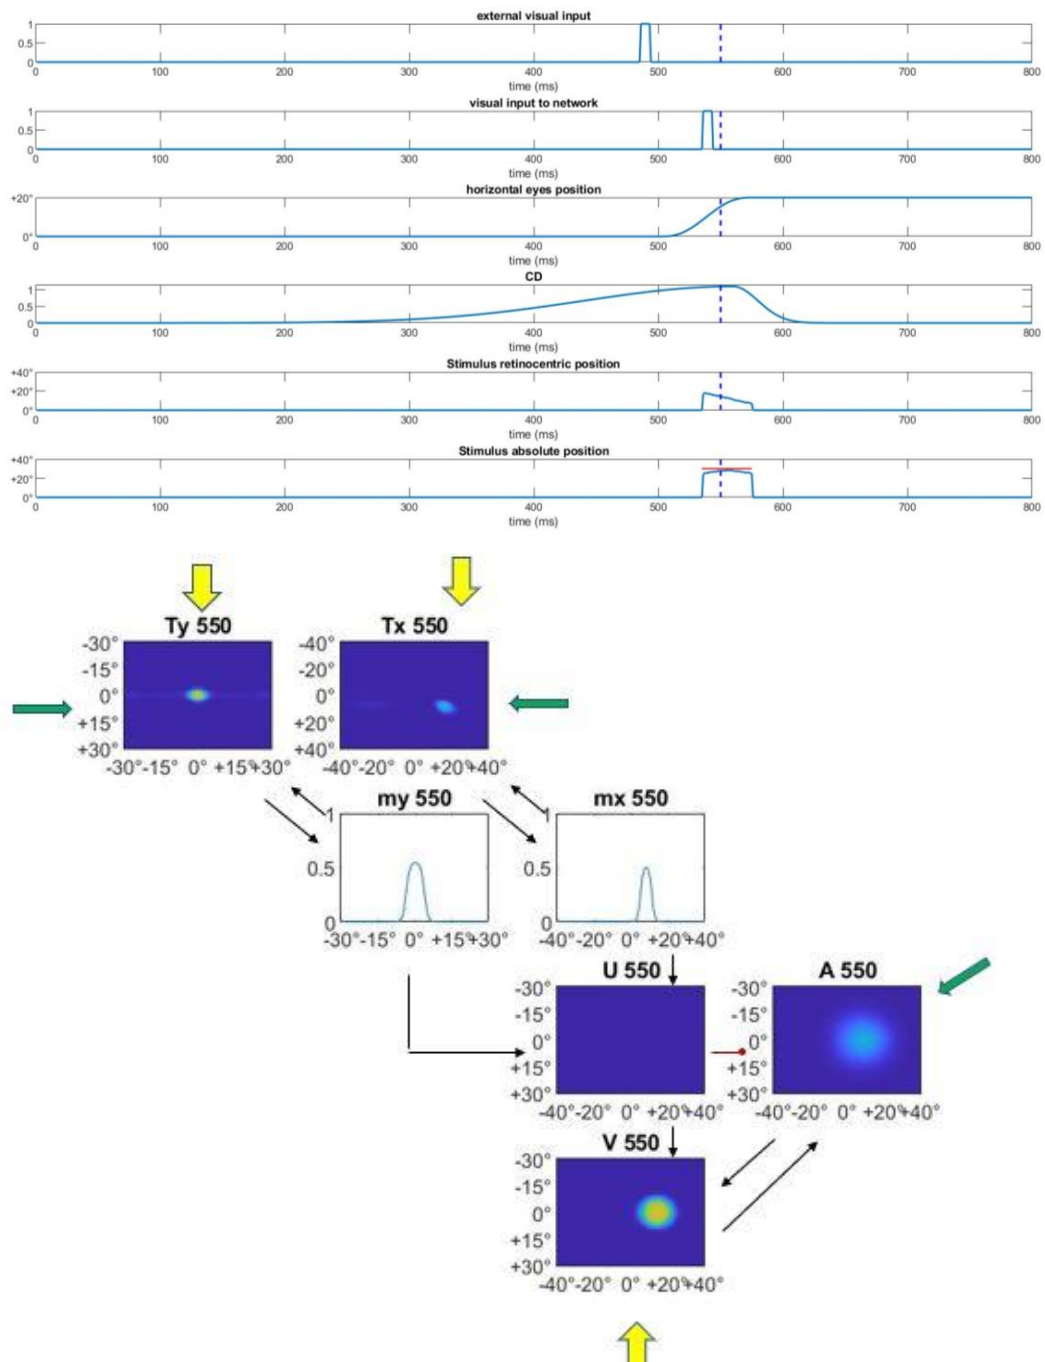 external visual input
1
0.5
0
0 100 200 300 400 500 600 700 800
time (ms)
visual input to network
1
0.5
0
0 100 200 300 400 500 600 700 800
time (ms)
horizontal eyes position
+20°
0°
0 100 200 300 400 500 600 700 800
time (ms)
CD
1
0.5
0
0 100 200 300 400 500 600 700 800
time (ms)
Stimulus retinocentric position
+40°
+20°
0°
0 100 200 300 400 500 600 700 800
time (ms)
Stimulus absolute position
+40°
+20°
0°
0 100 200 300 400 500 600 700 800
time (ms)
Ty 550
-30°
-15°
0°
+15°
+30°
-30°-15° 0° +15°+30°
Tx 550
-40°
-20°
0°
+20°
+40°
-40°-20° 0° +20°+40°
my 550
1
0.5
0
-30°-15° 0° +15°+30°
mx 550
1
0.5
0
-40°-20° 0° +20°+40°
U 550
-30°
-15°
0°
+15°
+30°
-40°-20° 0° +20°+40°
A 550
-30°
-15°
0°
+15°
+30°
-40°-20° 0° +20°+40°
V 550
-30°
-15°
0°
+15°
+30°
-40°-20° 0° +20°+40°